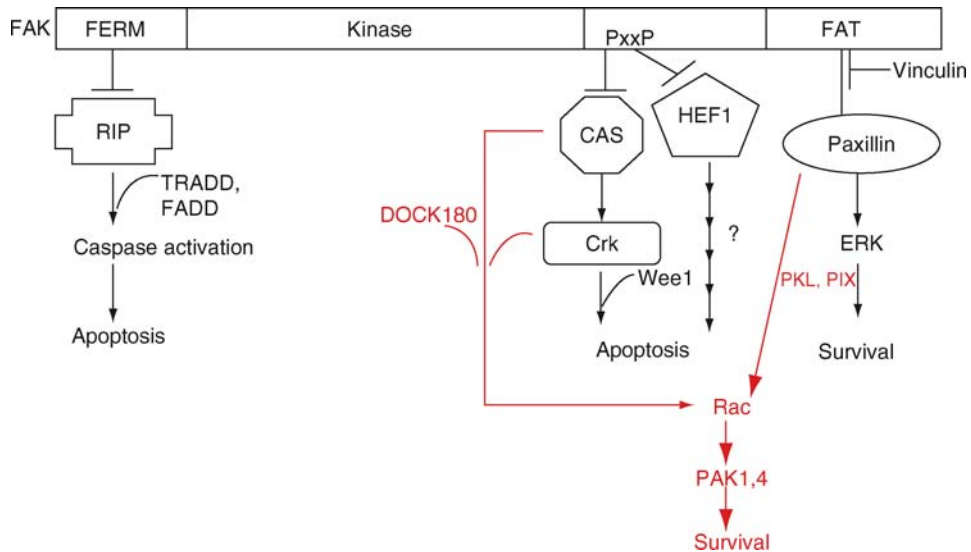 FAK
FERM
Kinase
PxxP
FAT
Vinculin
RIP
CAS
HEF1
Paxillin
TRADD,
FADD
DOCK180
Crk
?
Caspase activation
ERK
Wee1
PKL, PIX
Apoptosis
Apoptosis
Survival
Rac
PAK1,4
Survival